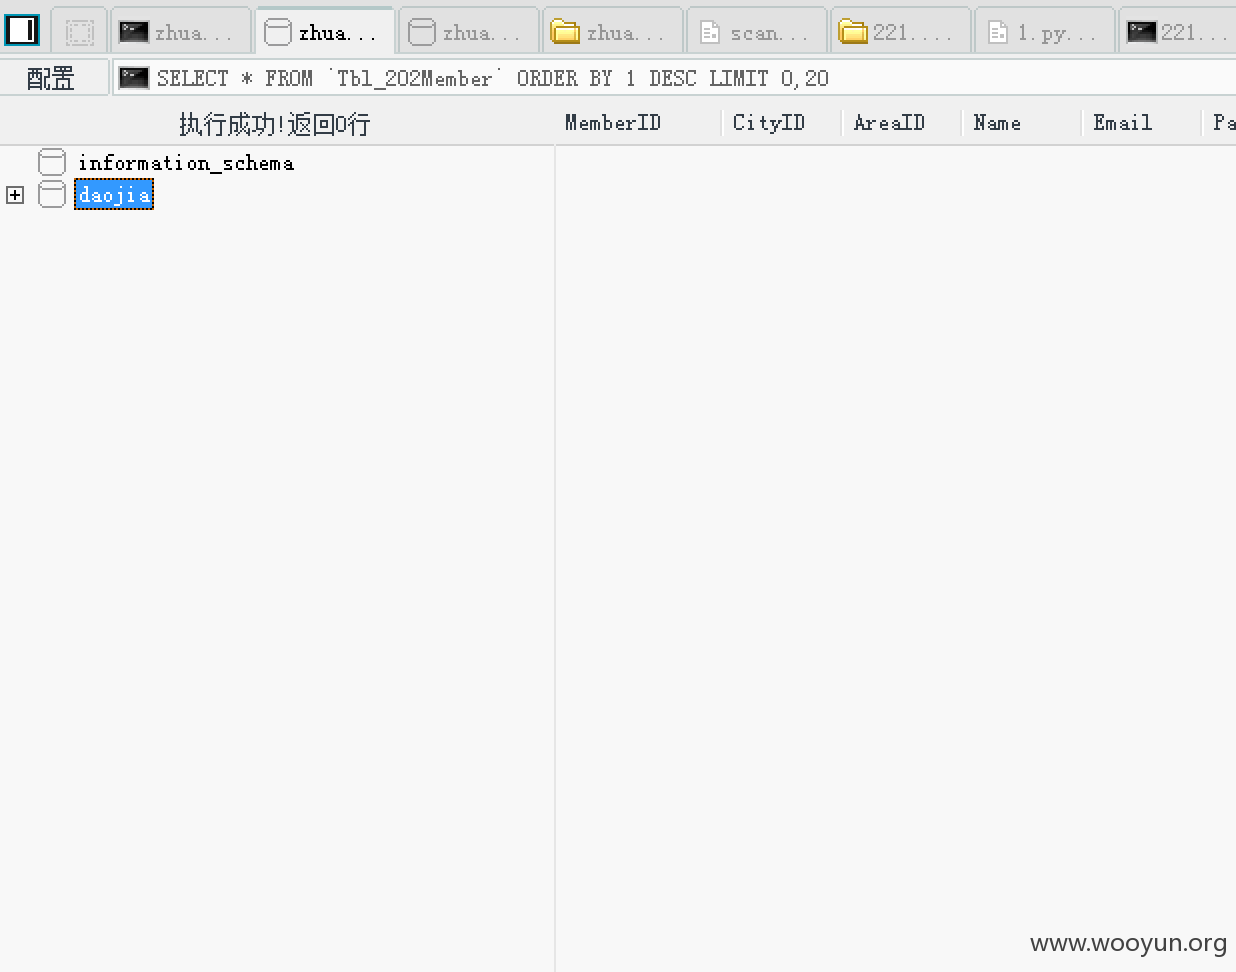 zhua... zhua... zhua... zhua... scan... 221.... 1.py... 221...
配置 SELECT * FROM `Tbl_202Member` ORDER BY 1 DESC LIMIT 0,20
执行成功!返回0行 MemberID CityID AreaID Name Email Pa
information_schema
daojia
www.wooyun.org